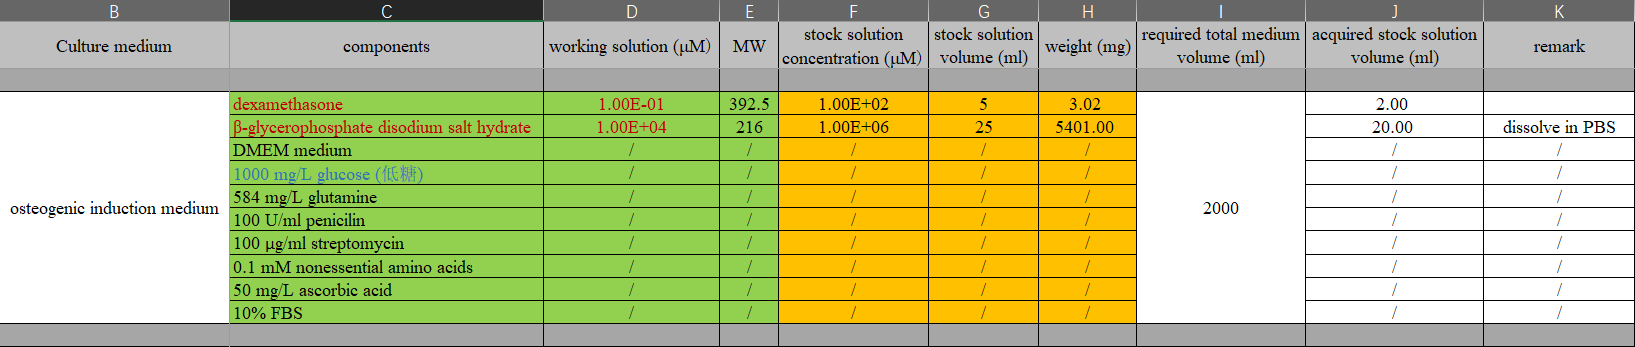 B C D E F G H I J K
Culture medium components working solution (μM) MW stock solution concentration (μM) stock solution volume (ml) weight (mg) required total medium volume (ml) acquired stock solution volume (ml) remark
dexamethasone 1.00E-01 392.5 1.00E+02 5 3.02 2.00
β-glycerophosphate disodium salt hydrate 1.00E+04 216 1.00E+06 25 5401.00 20.00 dissolve in PBS
DMEM medium / / / / / / /
1000 mg/L glucose (低糖) / / / / / / /
584 mg/L glutamine / / / / / / /
osteogenic induction medium 100 U/ml penicilin / / / / / 2000 / /
100 μg/ml streptomycin / / / / / / /
0.1 mM nonessential amino acids / / / / / / /
50 mg/L ascorbic acid / / / / / / /
10% FBS / / / / / / /